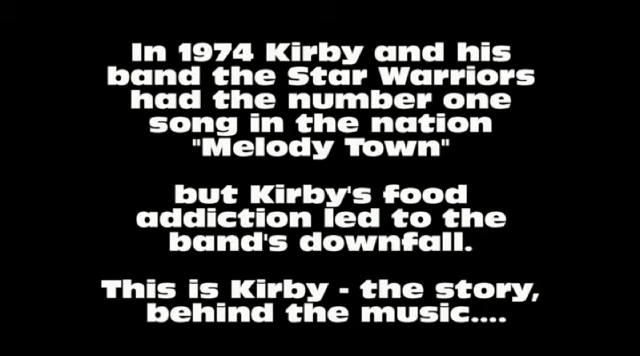 In 1974 Kirby and his
band the Star Warriors
had the number one
song in the nation
"Melody Town"
but Kirby's food
addiction led to the
band's downfall.
This is Kirby - the story,
behind the music....